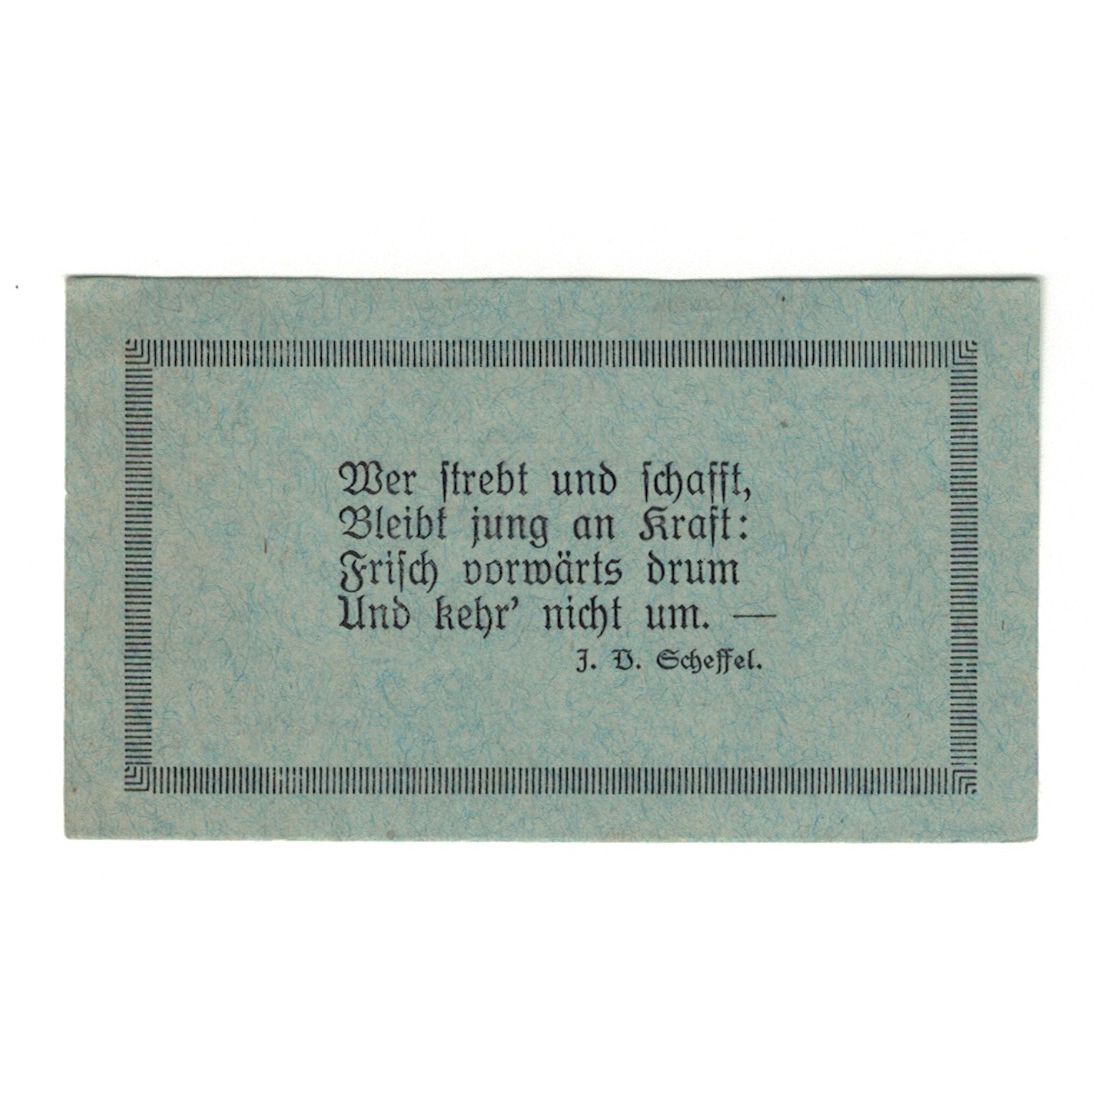 Wer strebt und schafft,
Bleibt jung an Kraft:
Frisch vorwärts drum
Und kehr' nicht um. —
J. V. Scheffel.